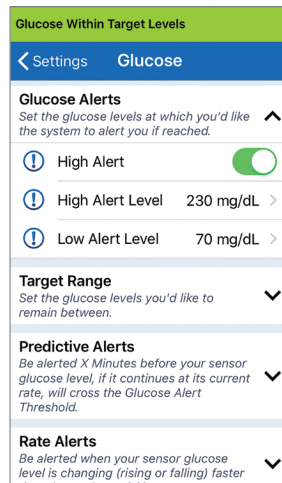 Glucose Within Target Levels
Settings Glucose
Glucose Alerts
Set the glucose levels at which you'd like
the system to alert you if reached.
High Alert
High Alert Level 230 mg/dL
Low Alert Level 70 mg/dL
Target Range
Set the glucose levels you'd like to
remain between.
Predictive Alerts
Be alerted X Minutes before your sensor
glucose level, if it continues at its current
rate, will cross the Glucose Alert
Threshold.
Rate Alerts
Be alerted when your sensor glucose
level is changing (rising or falling) faster